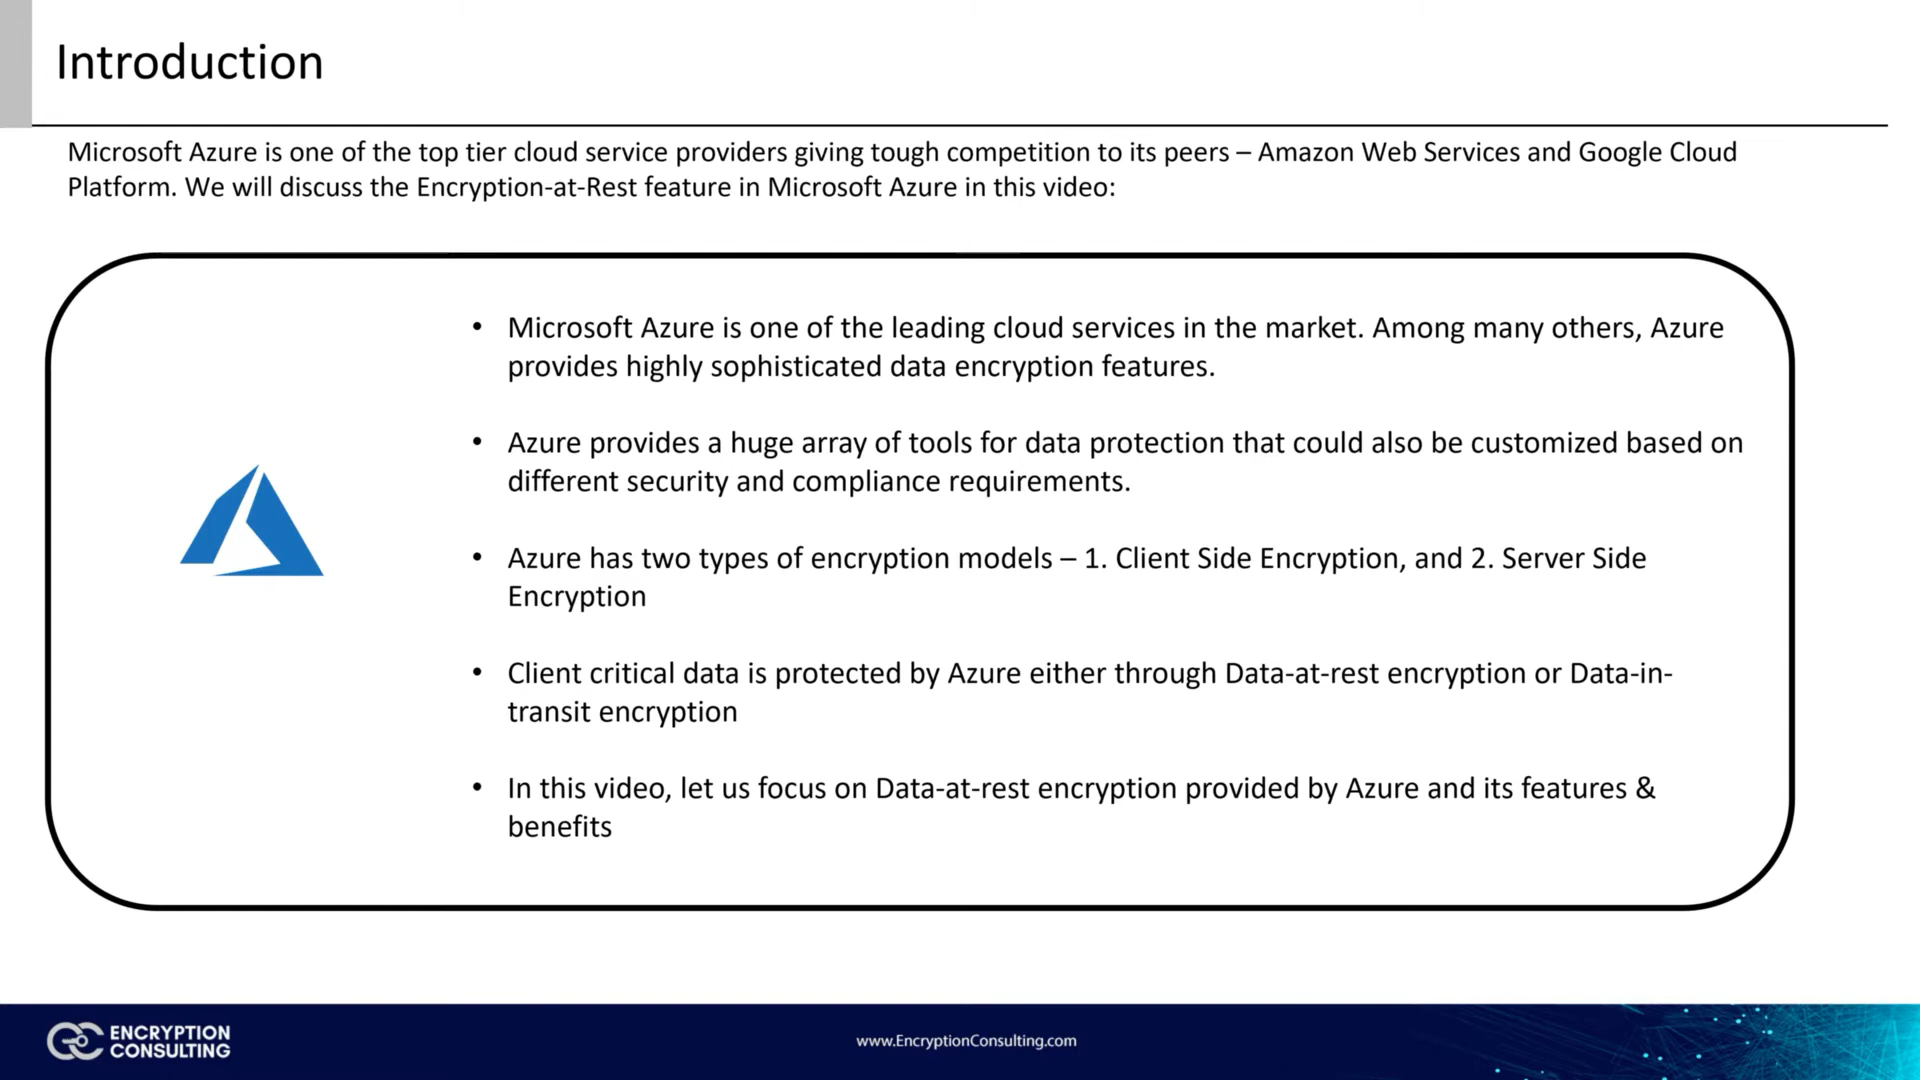 Introduction
Microsoft Azure is one of the top tier cloud service providers giving tough competition to its peers – Amazon Web Services and Google Cloud
Platform. We will discuss the Encryption-at-Rest feature in Microsoft Azure in this video:
• Microsoft Azure is one of the leading cloud services in the market. Among many others, Azure
provides highly sophisticated data encryption features.
• Azure provides a huge array of tools for data protection that could also be customized based on
different security and compliance requirements.
• Azure has two types of encryption models – 1. Client Side Encryption, and 2. Server Side
Encryption
• Client critical data is protected by Azure either through Data-at-rest encryption or Data-in-
transit encryption
• In this video, let us focus on Data-at-rest encryption provided by Azure and its features &
benefits
ENCRYPTION
CONSULTING
www.EncryptionConsulting.com